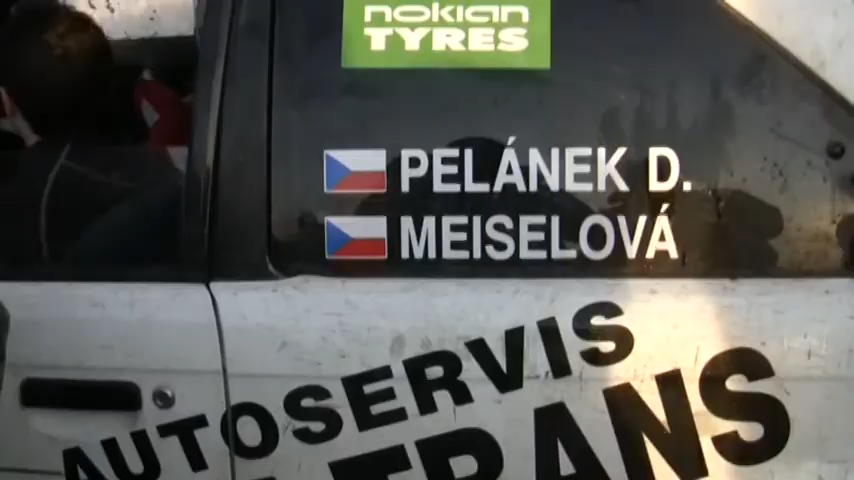 nokian
TYRES
PELÁNEK D.
MEISELOVÁ
AUTOSERVIS
TRANS